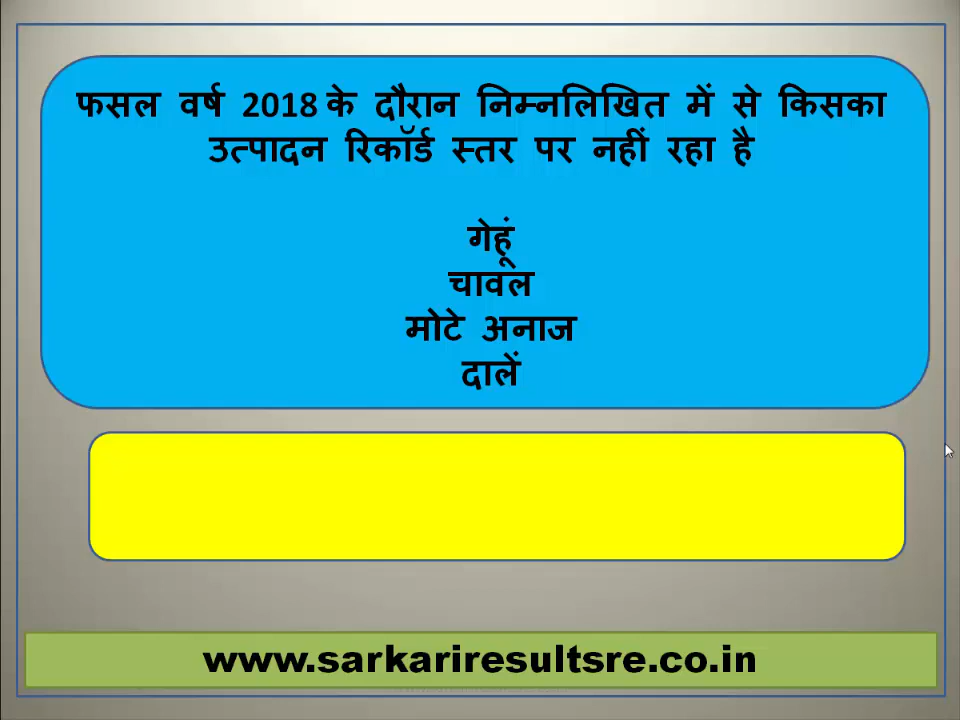 फसल वर्ष 2018 के दौरान निम्नलिखित में से किसका
उत्पादन रिकॉर्ड स्तर पर नहीं रहा है
गेहूं
चावल
मोटे अनाज
दालें
www.sarkariresultsre.co.in